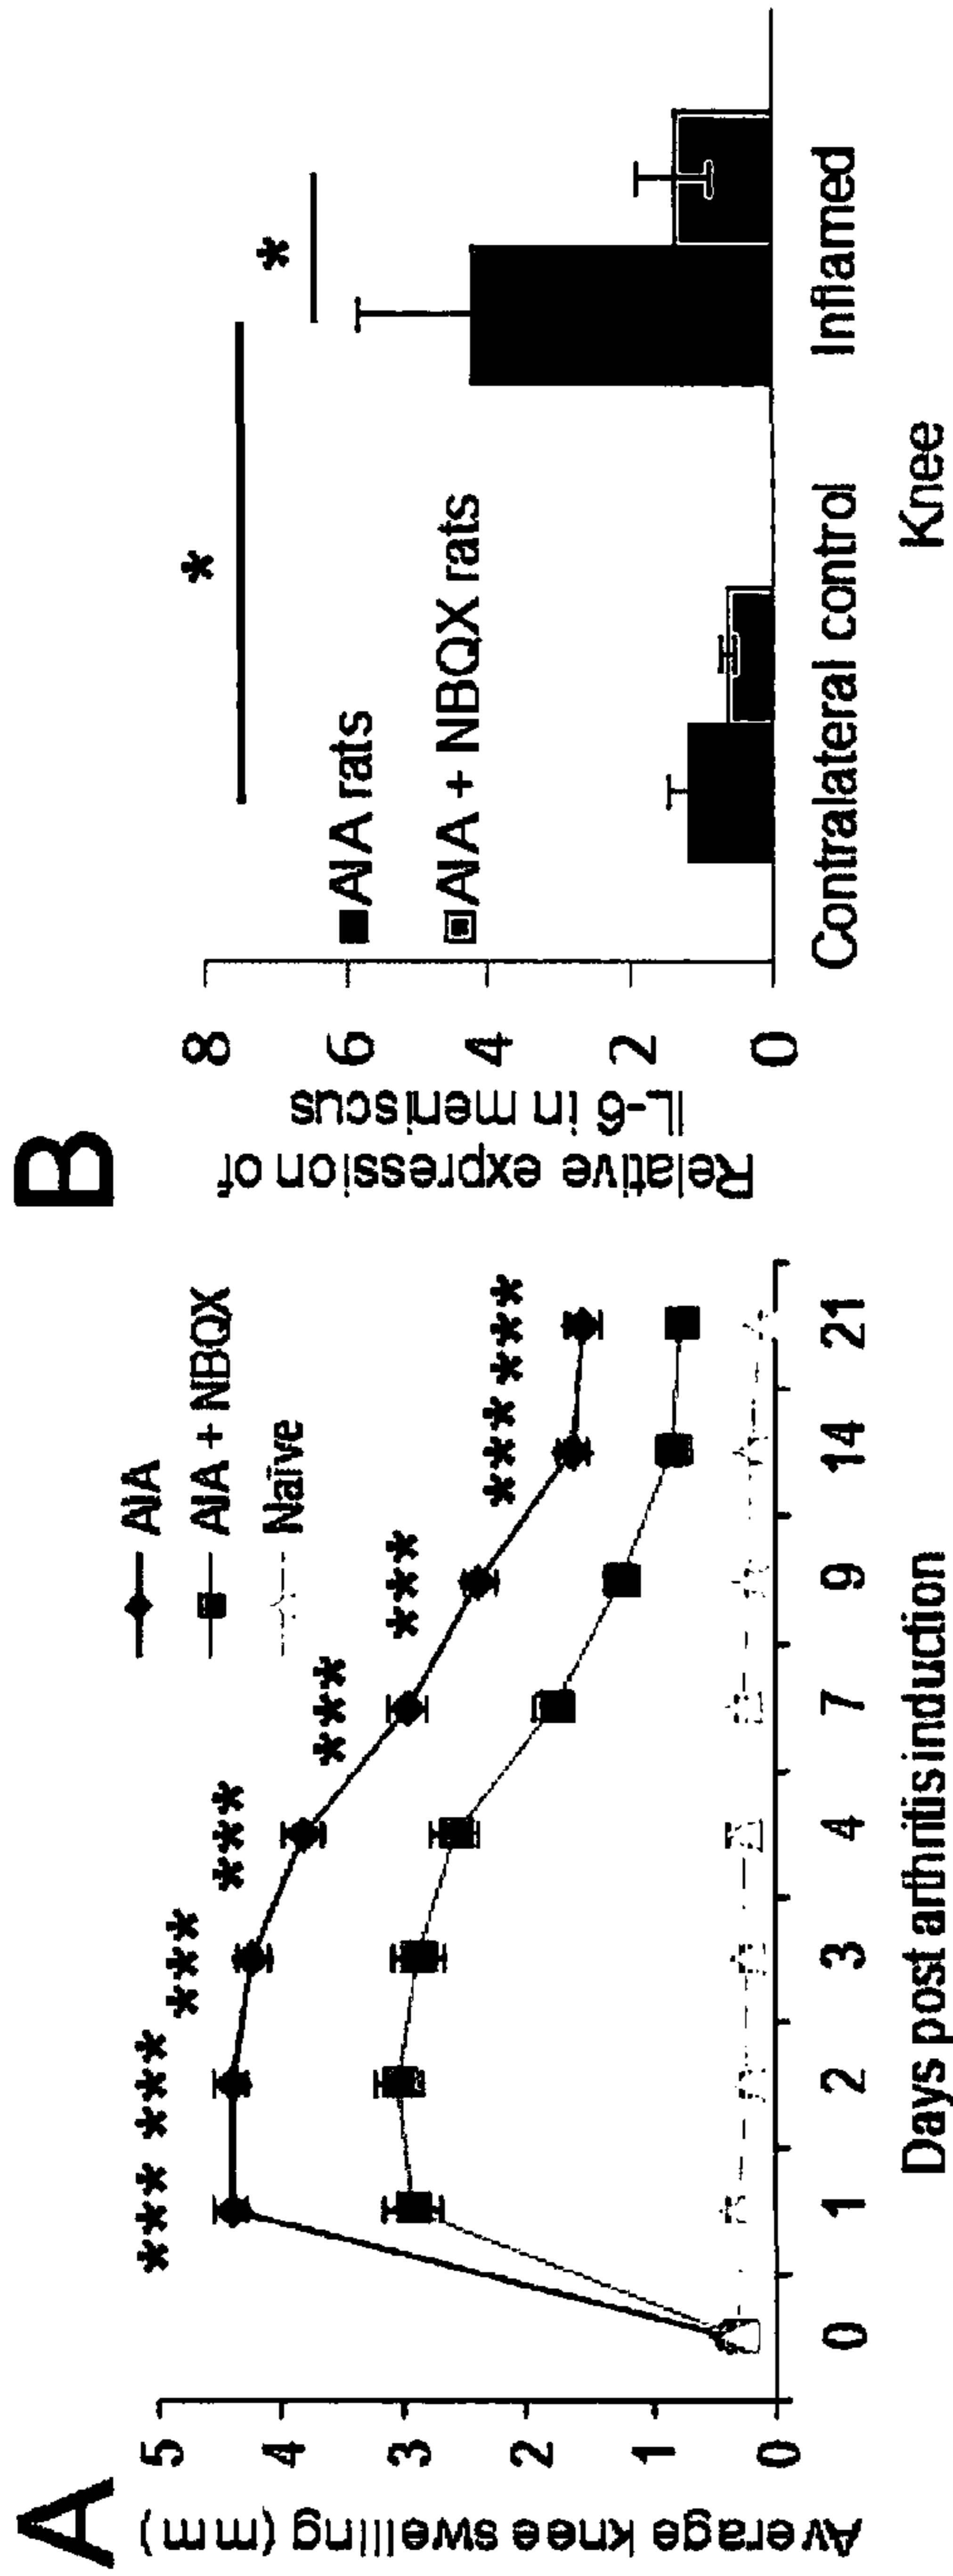 A
Average knee swelling (mm)
5
4
3
2
1
0
AIA
AIA + NBQX
Naïve
*** *** *** *** *** *** *** ***
0 1 2 3 4 7 9 14 21
Days post arthritis induction
B
Relative expression of
IL-6 in meniscus
8
6
4
2
0
*
*
AIA rats
AIA + NBQX rats
Contralateral control Inflamed
Knee